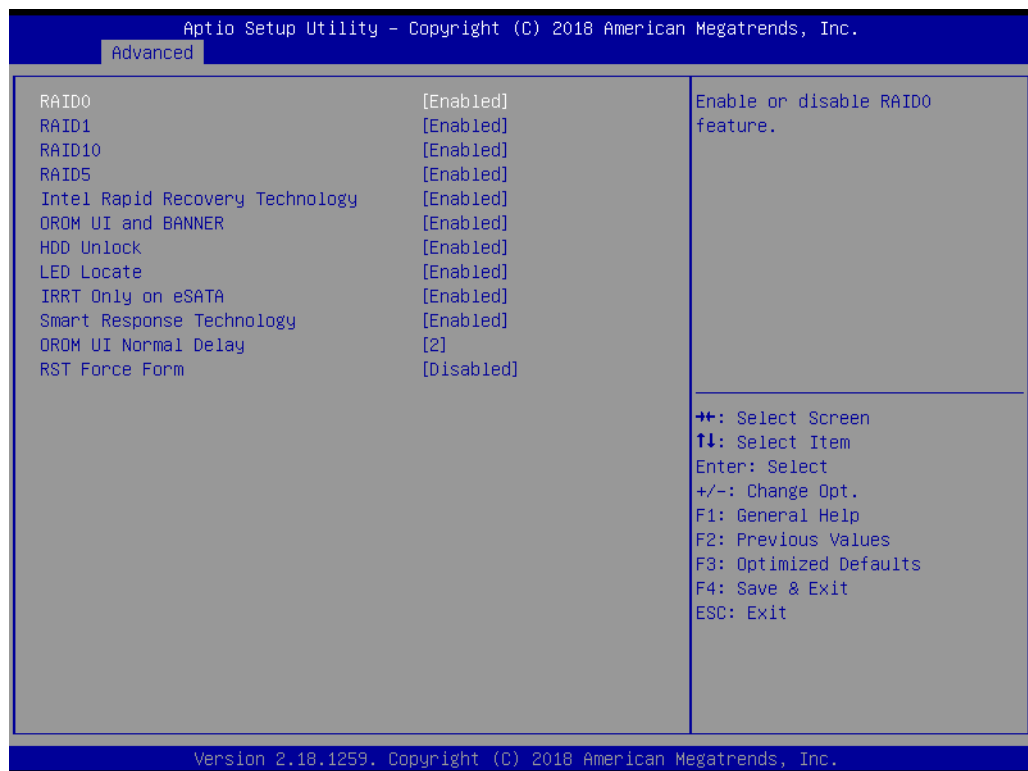 Aptio Setup Utility – Copyright (C) 2018 American Megatrends, Inc.
Advanced
RAID0 [Enabled]
RAID1 [Enabled]
RAID10 [Enabled]
RAID5 [Enabled]
Intel Rapid Recovery Technology [Enabled]
OROM UI and BANNER [Enabled]
HDD Unlock [Enabled]
LED Locate [Enabled]
IRRT Only on eSATA [Enabled]
Smart Response Technology [Enabled]
OROM UI Normal Delay [2]
RST Force Form [Disabled]
Enable or disable RAID0
feature.
→←: Select Screen
↑↓: Select Item
Enter: Select
+/-: Change Opt.
F1: General Help
F2: Previous Values
F3: Optimized Defaults
F4: Save & Exit
ESC: Exit
Version 2.18.1259. Copyright (C) 2018 American Megatrends, Inc.